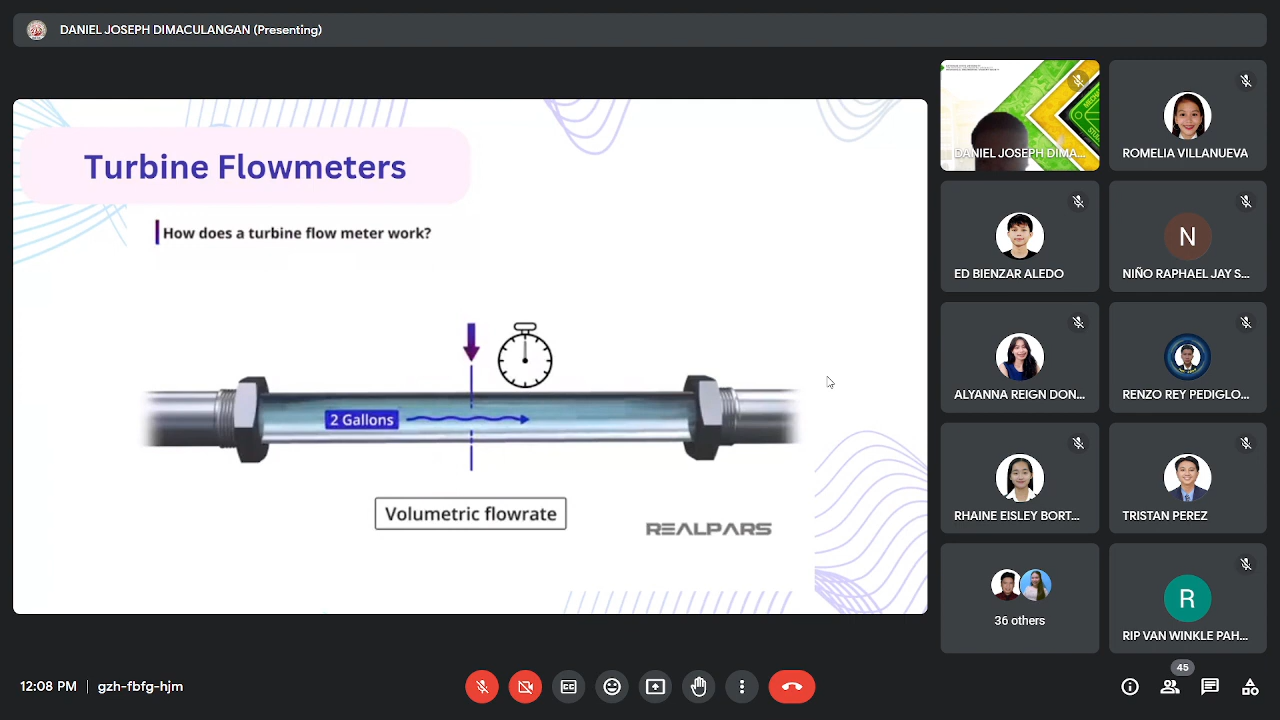 DANIEL JOSEPH DIMACULANGAN (Presenting)
Turbine Flowmeters
How does a turbine flow meter work?
2 Gallons
Volumetric flowrate
REALPARS
DANIEL JOSEPH DIMA...
ROMELIA VILLANUEVA
ED BIENZAR ALEDO
N
NIÑO RAPHAEL JAY S...
ALYANNA REIGN DON...
RENZO REY PEDIGLO...
RHAINE EISLEY BORT...
TRISTAN PEREZ
36 others
R
RIP VAN WINKLE PAH...
12:08 PM
gzh-fbfg-hjm
45